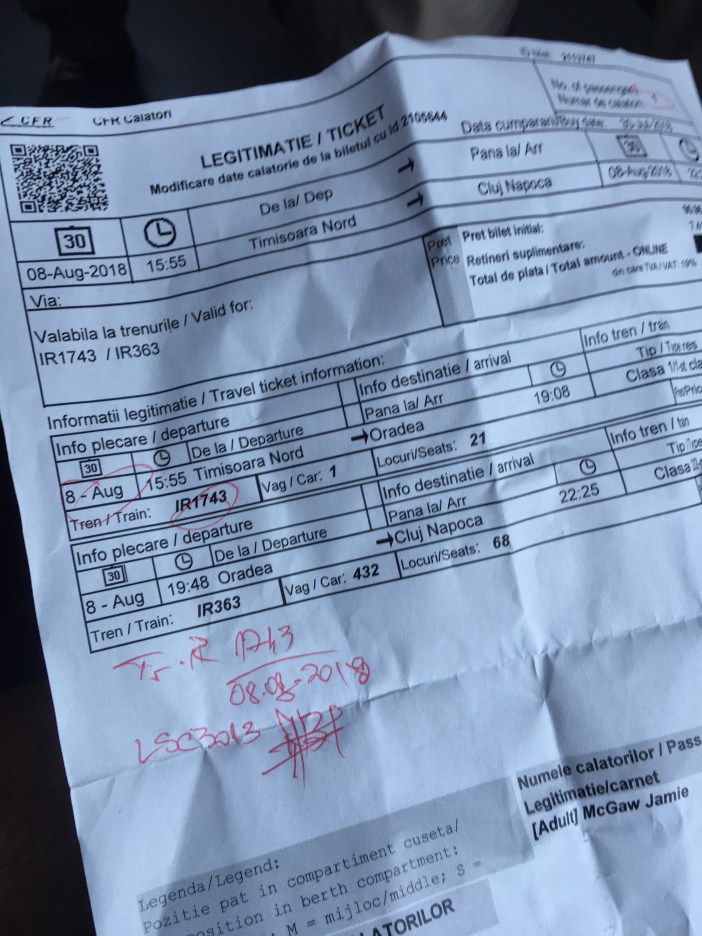 CFR CFR Calatori
No. of passengers
Numar de calatori 1
LEGITIMATIE / TICKET
Modificare date calatorie de la biletul cu id 2105644
De la/ Dep
Pana la/ Arr
30
30
08-Aug-2018 15:55 Timisoara Nord Cluj Napoca 08-Aug-2018
Via:
Pret Price
Pret bilet initial:
Retineri suplimentare:
Total de plata / Total amount - ONLINE
din care TVA/VAT 19%
Valabila la trenurile / Valid for:
IR1743 / IR363
Informatii legitimatie / Travel ticket information:
Info plecare / departure Info destinatie / arrival Info tren / train
30 De la / Departure Pana la/ Arr Tip /
8 - Aug 15:55 Timisoara Nord Oradea 19:08 Clasa
Tren / Train: IR1743 Vag / Car: 1 Locuri/Seats: 21
Info plecare / departure Info destinatie / arrival Info tren /
30 De la / Departure Pana la/ Arr
8 - Aug 19:48 Oradea Cluj Napoca 22:25 Clasa
Tren / Train: IR363 Vag / Car: 432 Locuri/Seats: 68
Tr. R 1743
08.08-2018
LSC3013
Numele calatorilor / Pass
Legitimatie/carnet
[Adult] McGaw Jamie
Legenda/Legend:
Pozitie pat in compartiment cuseta/
osition in berth compartment:
M = mijloc/middle; S =
LATORILOR